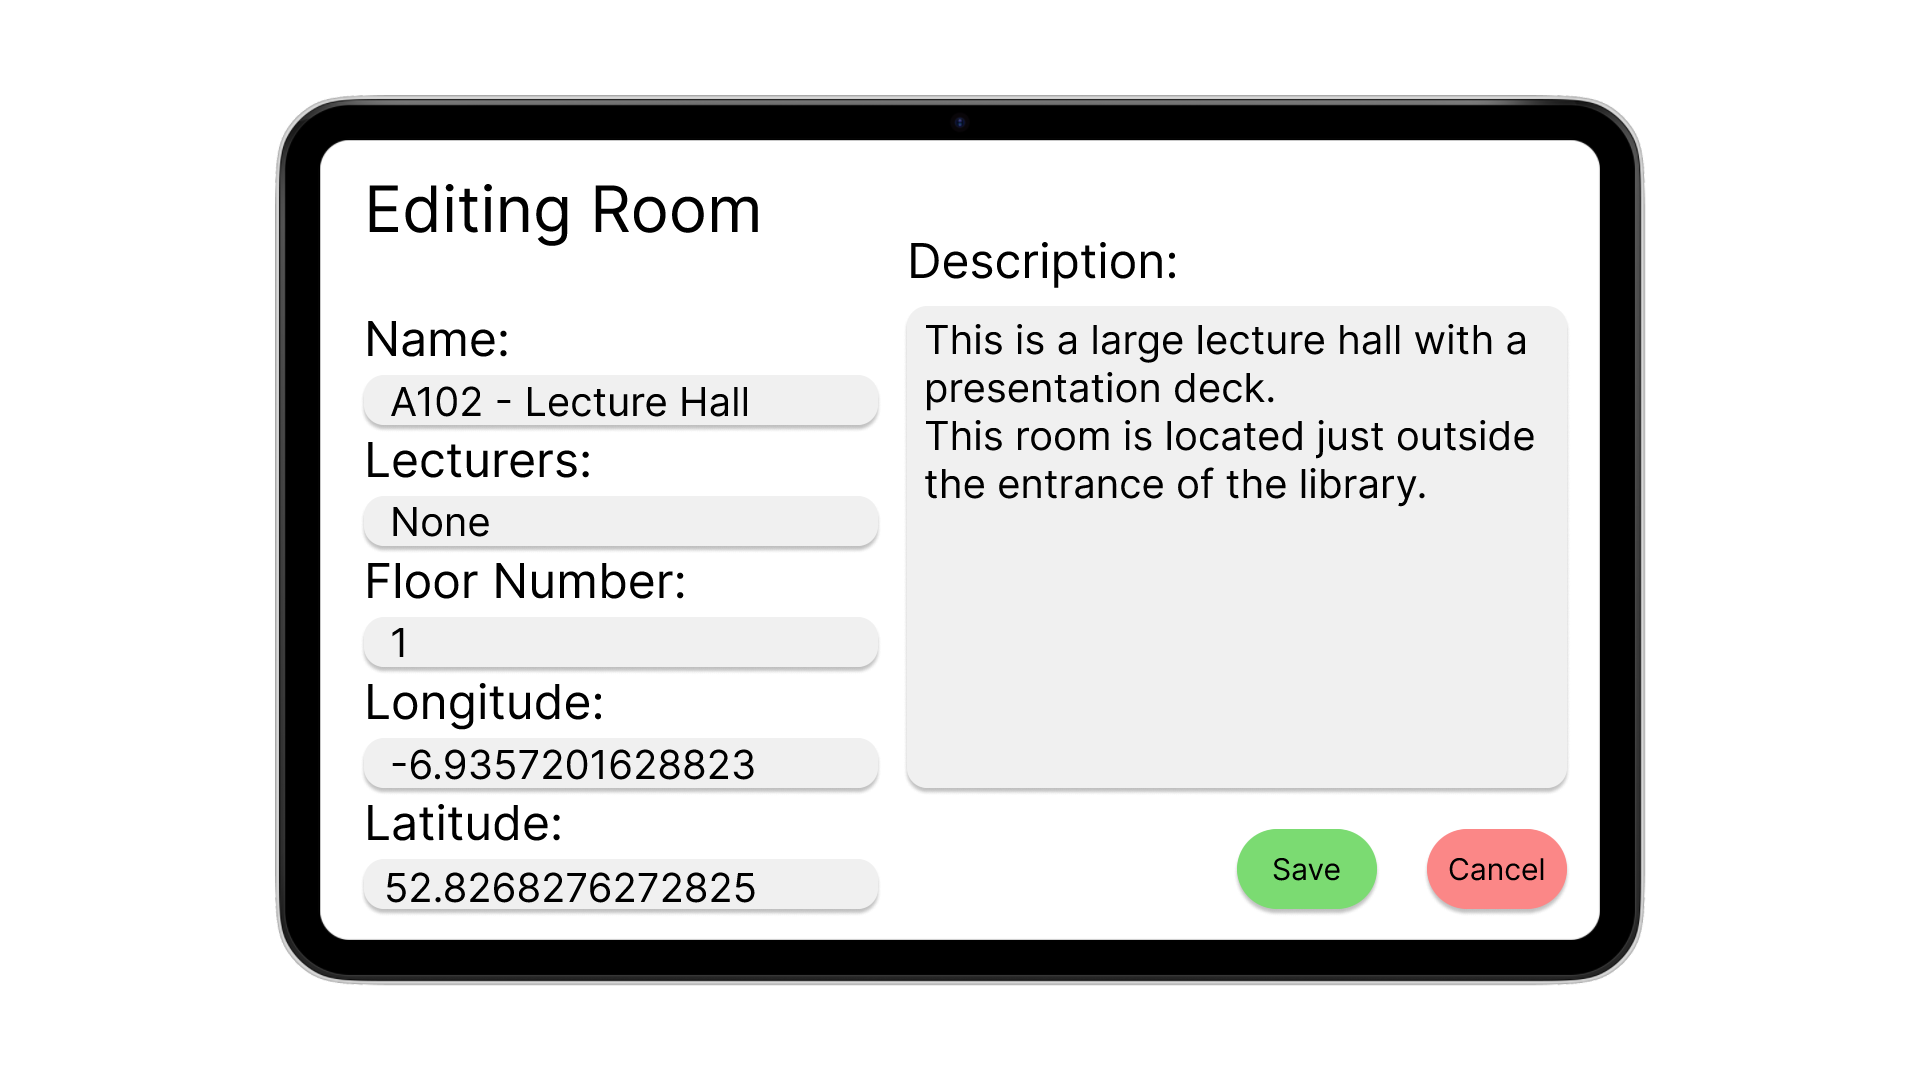 Editing Room
Name:
A102 - Lecture Hall
Lecturers:
None
Floor Number:
1
Longitude:
-6.9357201628823
Latitude:
52.8268276272825
Description:
This is a large lecture hall with a
presentation deck.
This room is located just outside
the entrance of the library.
Save
Cancel